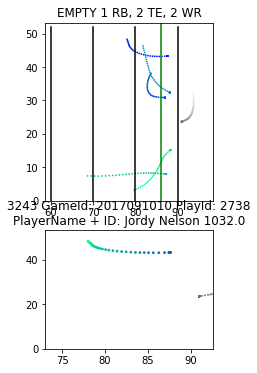 EMPTY 1 RB, 2 TE, 2 WR
50
40
30
20
10
0
60 70 80 90
3243 GameId: 2017091010 PlayId: 2738
PlayerName + ID: Jordy Nelson 1032.0
40
20
0
75 80 85 90